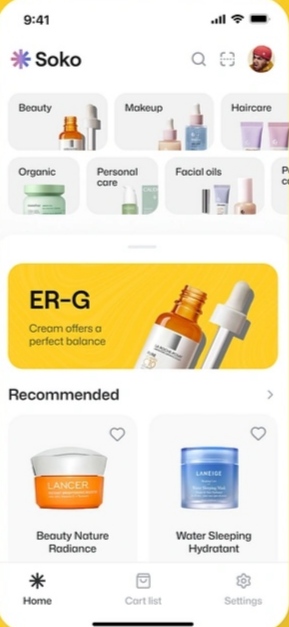 9:41
Soko
Beauty
Makeup
Haircare
Organic
Personal
care
Facial oils
ER-G
Cream offers a
perfect balance
Recommended
LANCER
LANEIGE
Beauty Nature
Radiance
Water Sleeping
Hydratant
Home
Cart list
Settings